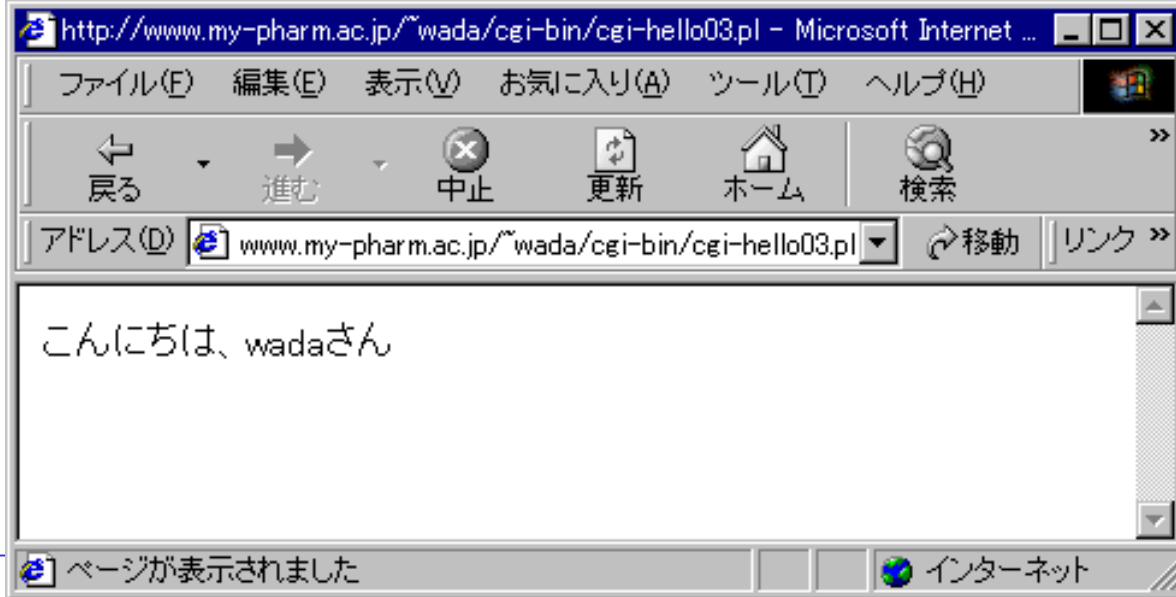 http://www.my-pharm.ac.jp/~wada/cgi-bin/cgi-hello03.pl - Microsoft Internet ...
ファイル(F) 編集(E) 表示(V) お気に入り(A) ツール(T) ヘルプ(H)
戻る 進む 中止 更新 ホーム 検索 »
アドレス(D) www.my-pharm.ac.jp/~wada/cgi-bin/cgi-hello03.pl 移動 リンク »
こんにちは、wadaさん
ページが表示されました インターネット